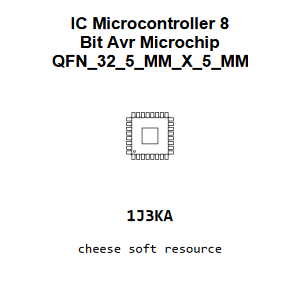 IC Microcontroller 8
Bit Avr Microchip
QFN_32_5_MM_X_5_MM
1J3KA
cheese soft resource